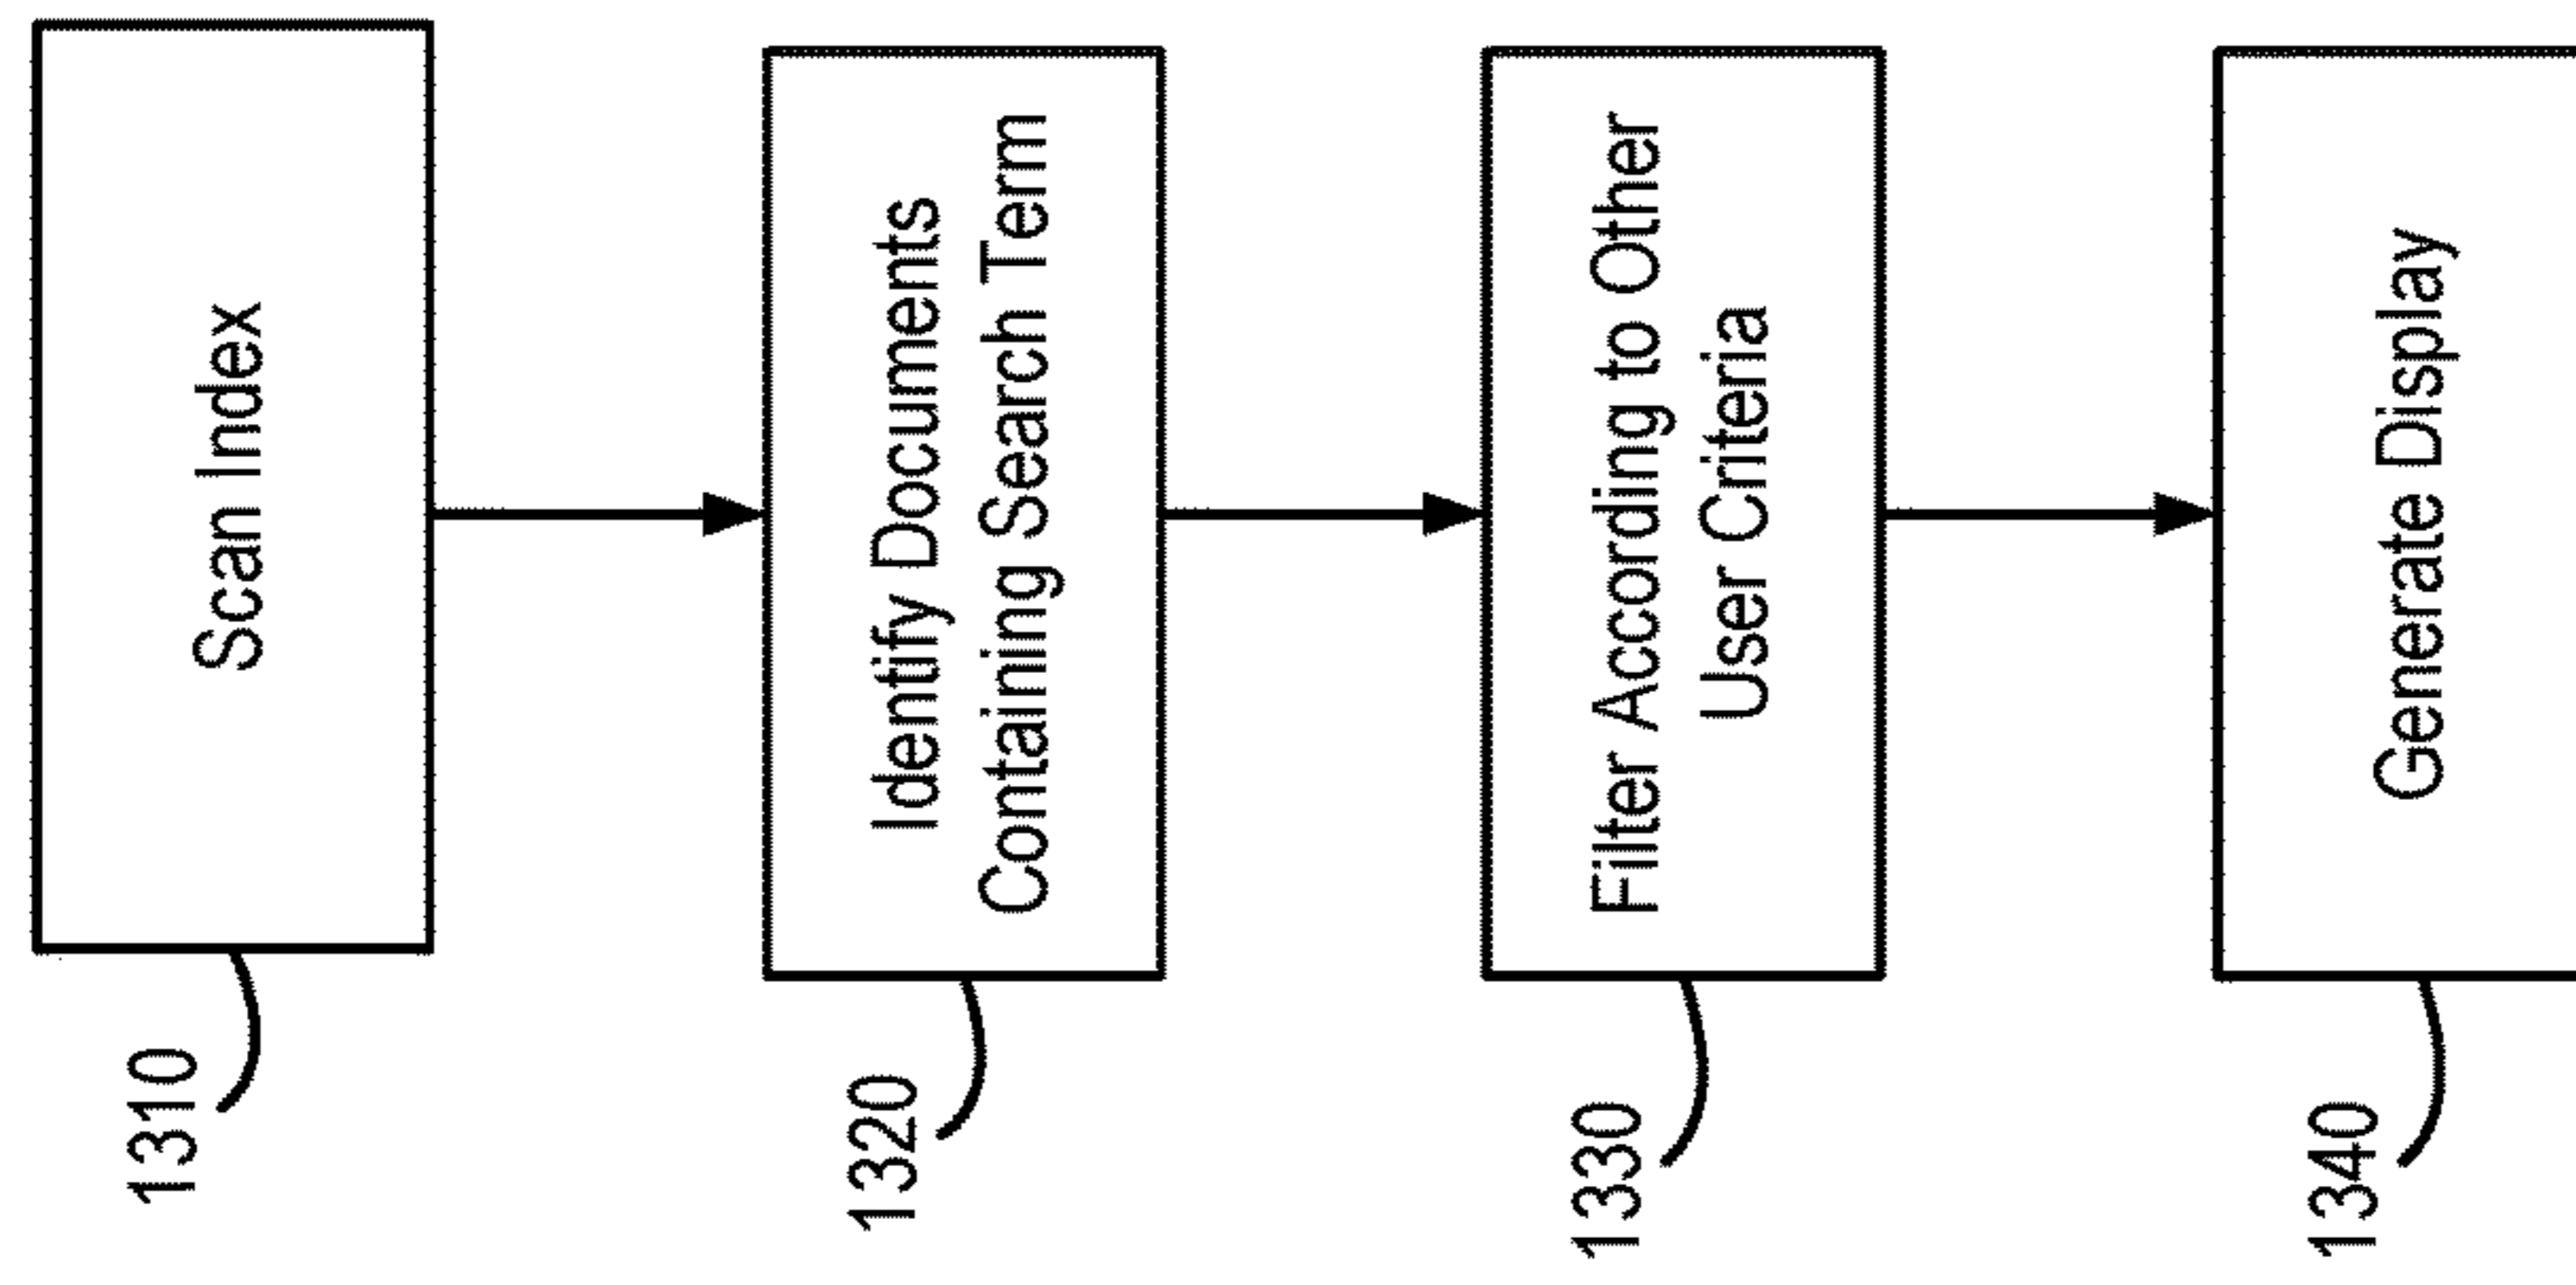 1310
Scan Index
1320
Identify Documents
Containing Search Term
1330
Filter According to Other
User Criteria
1340
Generate Display